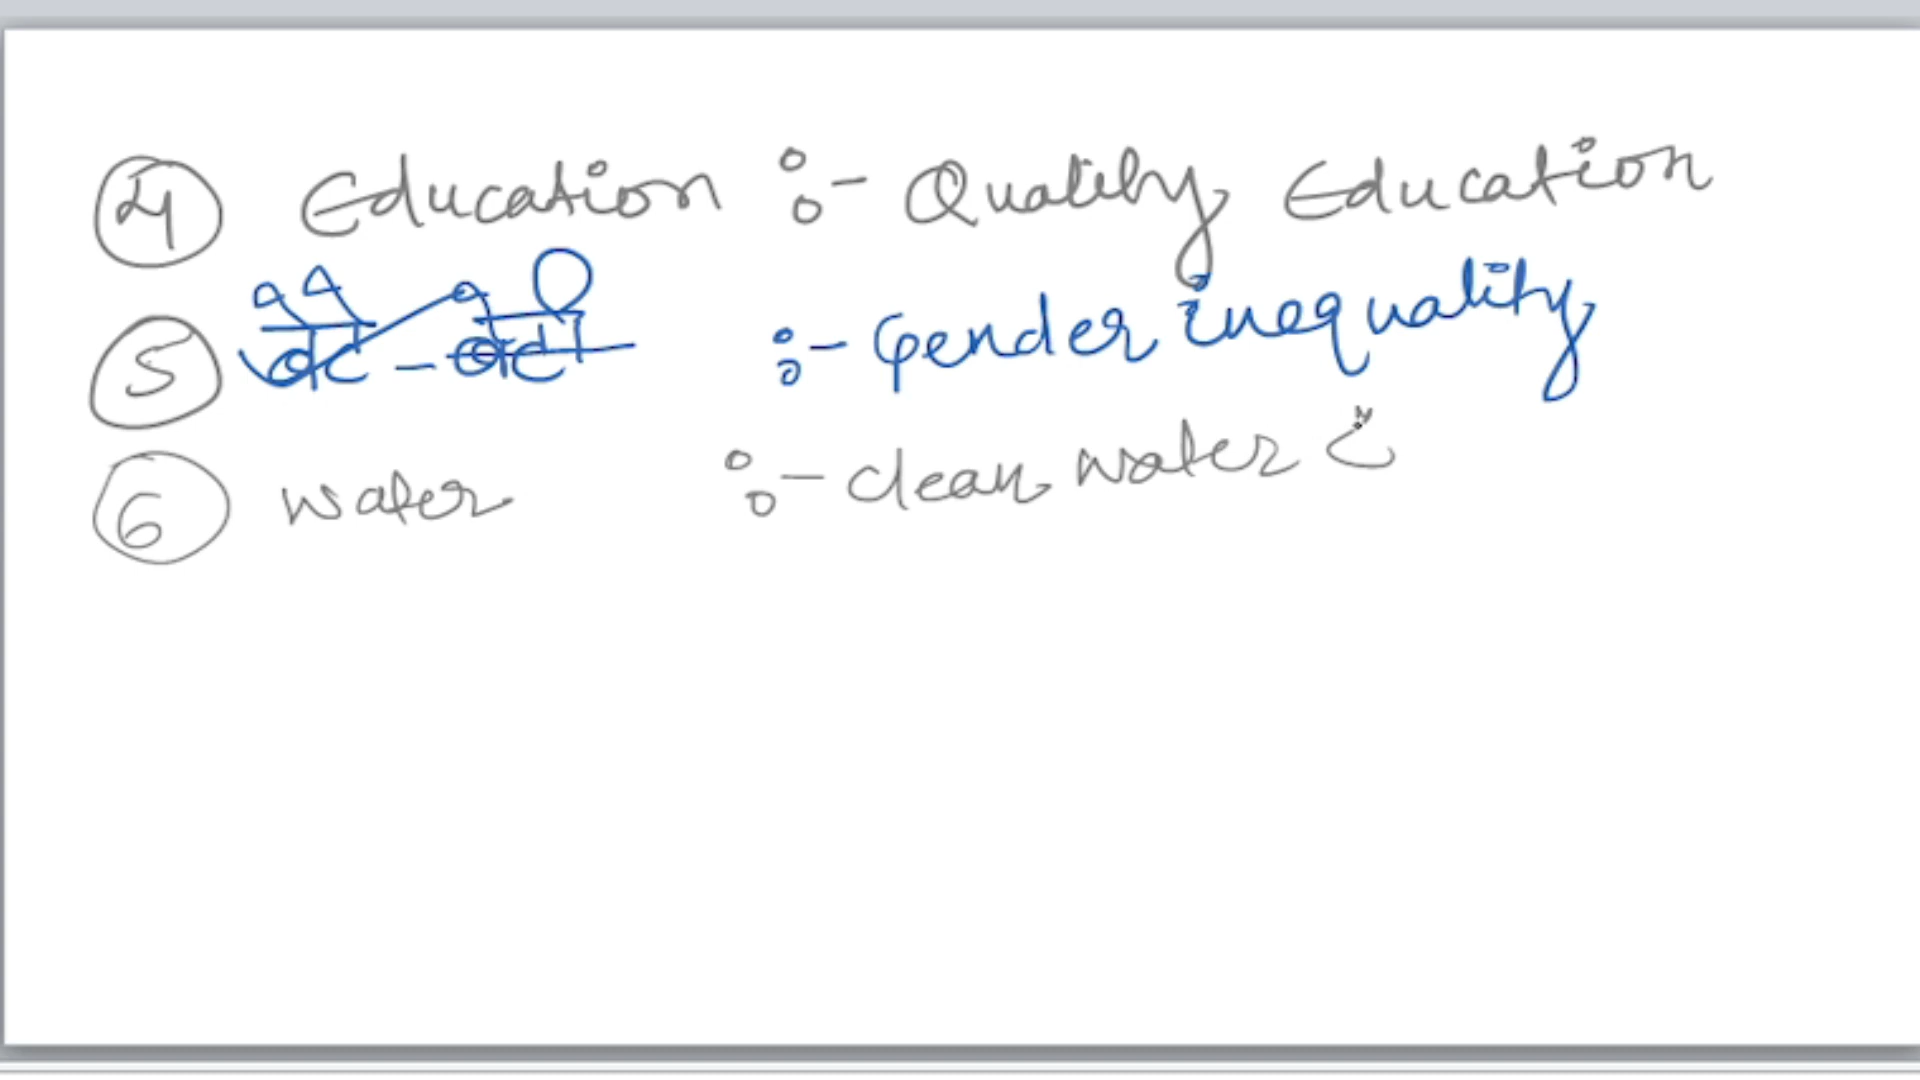 ④ Education :- Quality Education
⑤ :- Gender inequality
⑥ water :- clean water &